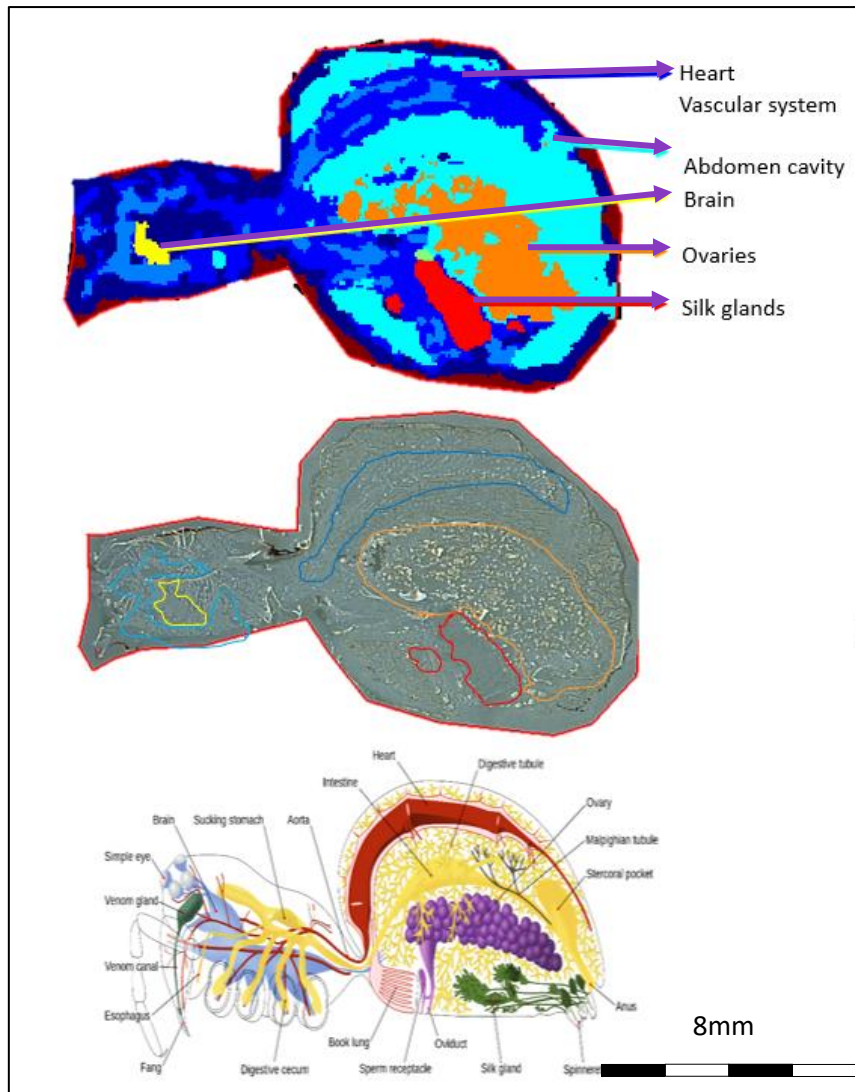 Heart
Vascular system
Abdomen cavity
Brain
Ovaries
Silk glands
Heart
Digestive tubule
Intestine
Ovary
Brain
Sucking stomach
Aorta
Malpighian tubule
Simple eye
Stercoral pocket
Venom gland
Venom canal
Esophagus
Anus
Book lung
Oviduct
Fang
Digestive cecum
Sperm receptacle
Silk gland
Spinnere
8mm